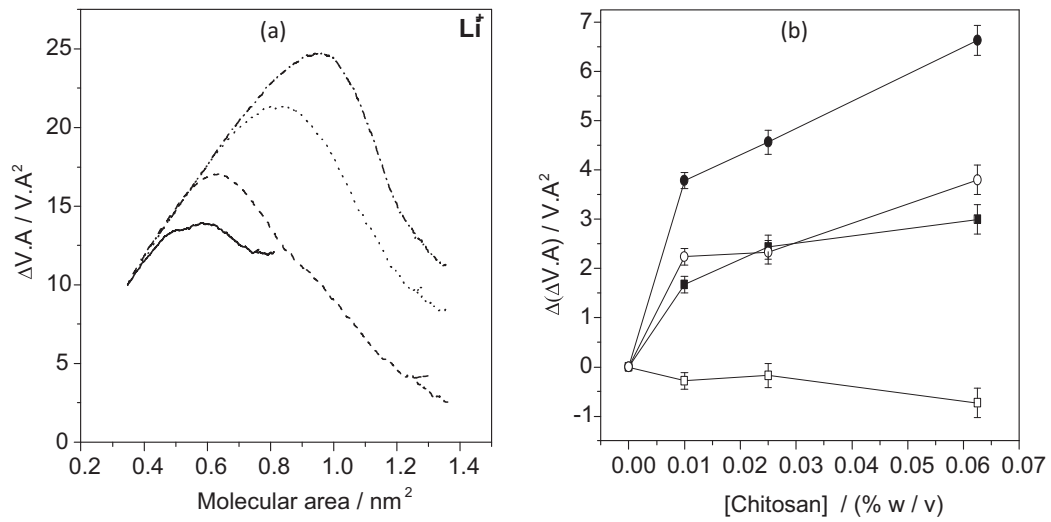 (a)
Li+
25
20
15
10
5
0
ΔV.A / V.A2
0.2 0.4 0.6 0.8 1.0 1.2 1.4
Molecular area / nm2
(b)
7
6
5
4
3
2
1
0
-1
Δ(ΔV.A) / V.A2
0.00 0.01 0.02 0.03 0.04 0.05 0.06 0.07
[Chitosan] / (% w / v)